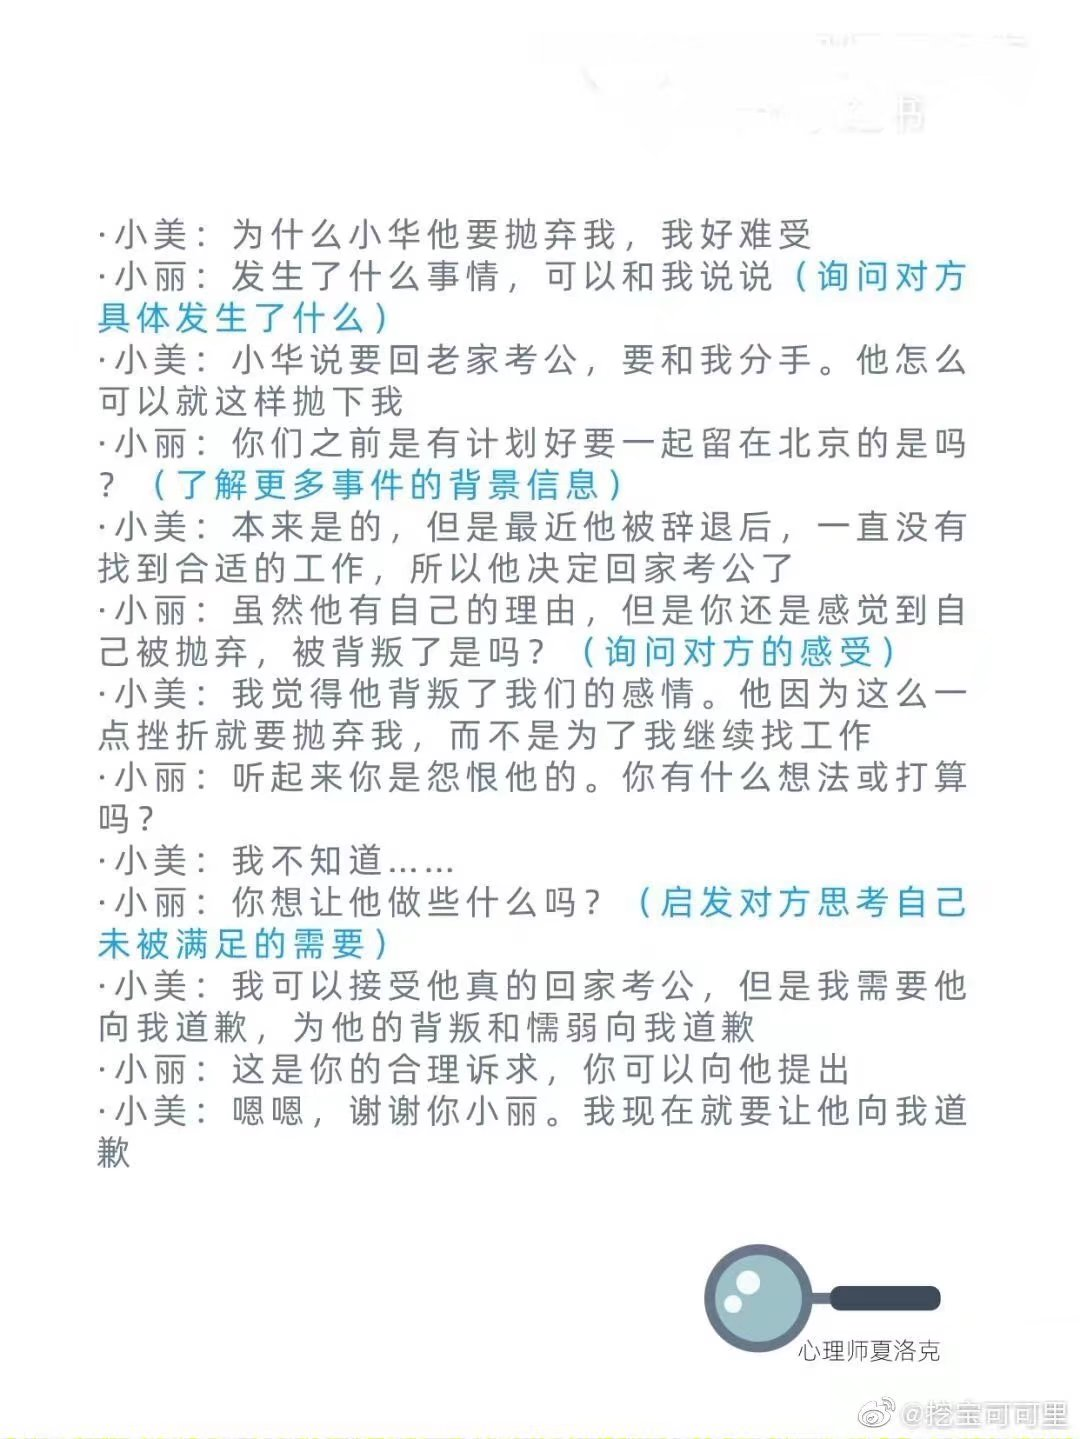 ·小美：为什么小华他要抛弃我，我好难受
·小丽：发生了什么事情，可以和我说说（询问对方
具体发生了什么）
·小美：小华说要回老家考公，要和我分手。他怎么
可以就这样抛下我
·小丽：你们之前是有计划好要一起留在北京的是吗
？（了解更多事件的背景信息）
·小美：本来是的，但是最近他被辞退后，一直没有
找到合适的工作，所以他决定回家考公了
·小丽：虽然他有自己的理由，但是你还是感觉到自
己被抛弃，被背叛了是吗？（询问对方的感受）
·小美：我觉得他背叛了我们的感情。他因为这么一
点挫折就要抛弃我，而不是为了我继续找工作
·小丽：听起来你是怨恨他的。你有什么想法或打算
吗？
·小美：我不知道……
·小丽：你想让他做些什么吗？（启发对方思考自己
未被满足的需要）
·小美：我可以接受他真的回家考公，但是我需要他
向我道歉，为他的背叛和懦弱向我道歉
·小丽：这是你的合理诉求，你可以向他提出
·小美：嗯嗯，谢谢你小丽。我现在就要让他向我道
歉
心理师夏洛克
@挖宝可可里